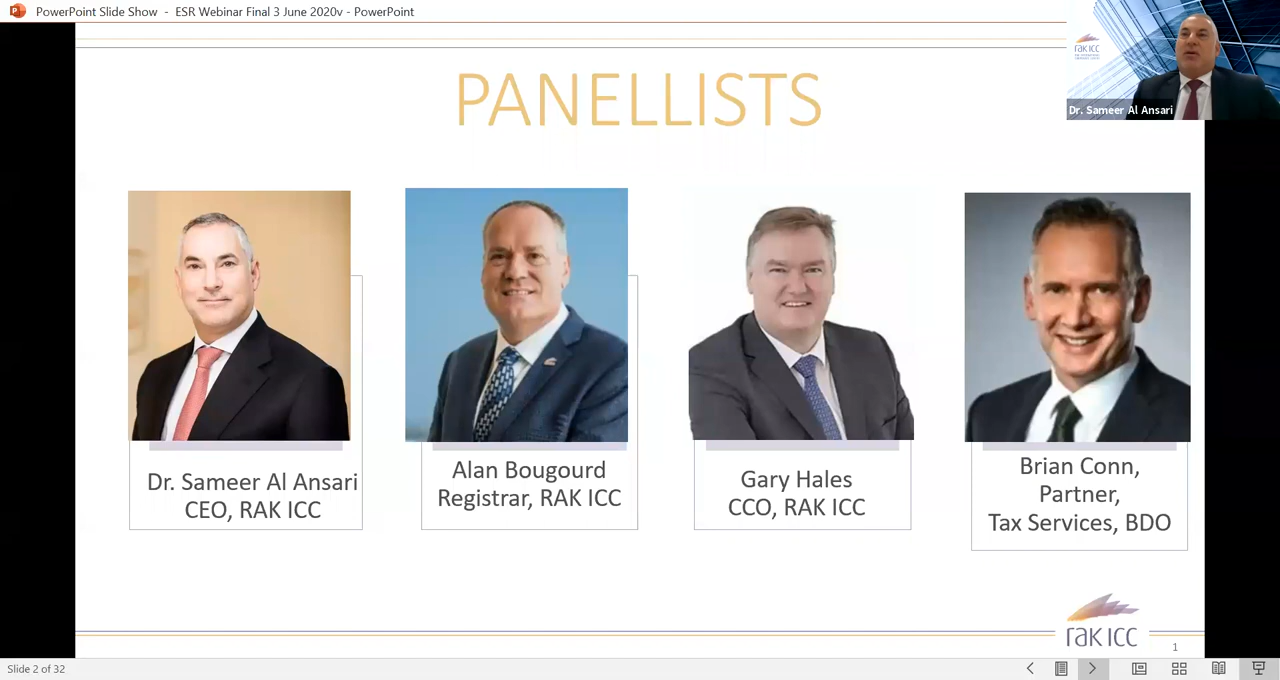 PowerPoint Slide Show - ESR Webinar Final 3 June 2020v - PowerPoint
rak icc
Dr. Sameer Al Ansari
PANELLISTS
Dr. Sameer Al Ansari
CEO, RAK ICC
Alan Bougourd
Registrar, RAK ICC
Gary Hales
CCO, RAK ICC
Brian Conn,
Partner,
Tax Services, BDO
rak icc
1
Slide 2 of 32